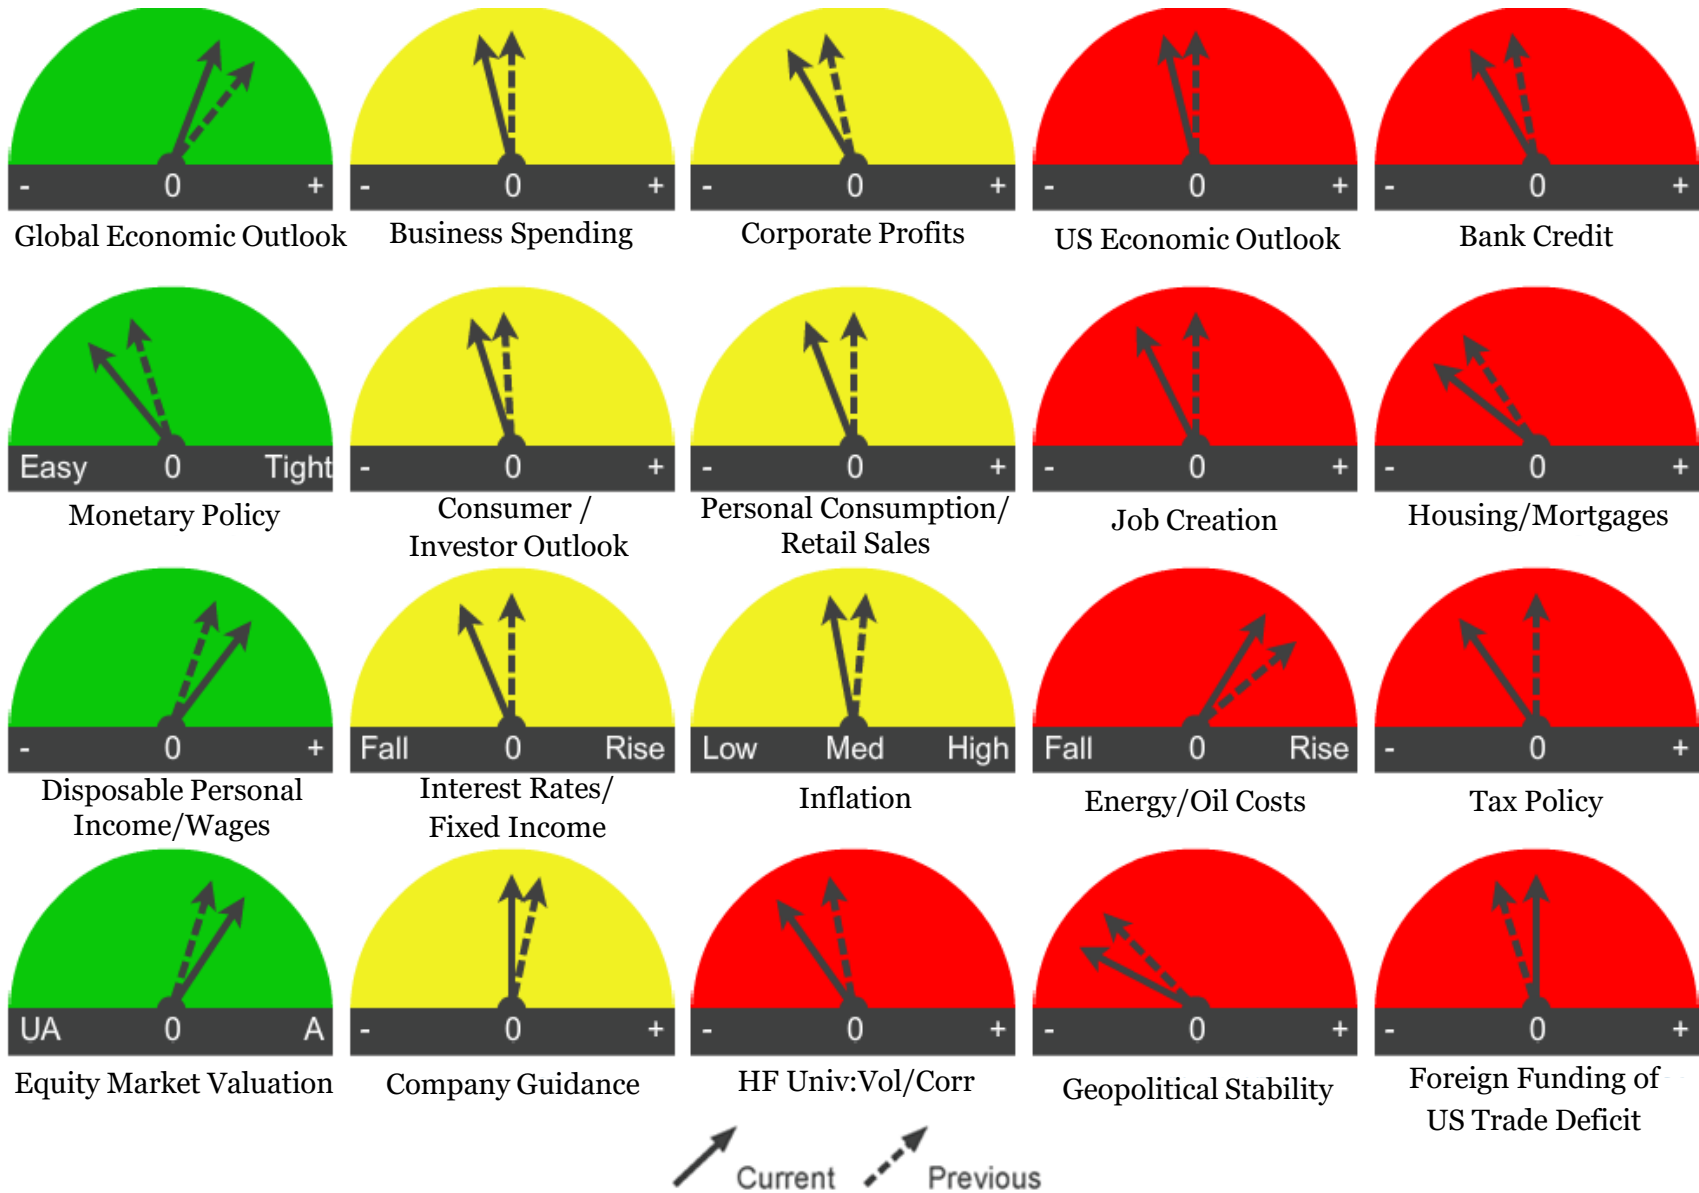 - 0 +
Global Economic Outlook
- 0 +
Business Spending
- 0 +
Corporate Profits
- 0 +
US Economic Outlook
- 0 +
Bank Credit
Easy 0 Tight
Monetary Policy
- 0 +
Consumer /
Investor Outlook
- 0 +
Personal Consumption/
Retail Sales
- 0 +
Job Creation
- 0 +
Housing/Mortgages
- 0 +
Disposable Personal
Income/Wages
Fall 0 Rise
Interest Rates/
Fixed Income
Low Med High
Inflation
Fall 0 Rise
Energy/Oil Costs
- 0 +
Tax Policy
UA 0 A
Equity Market Valuation
- 0 +
Company Guidance
- 0 +
HF Univ:Vol/Corr
- 0 +
Geopolitical Stability
- 0 +
Foreign Funding of
US Trade Deficit
Current
Previous